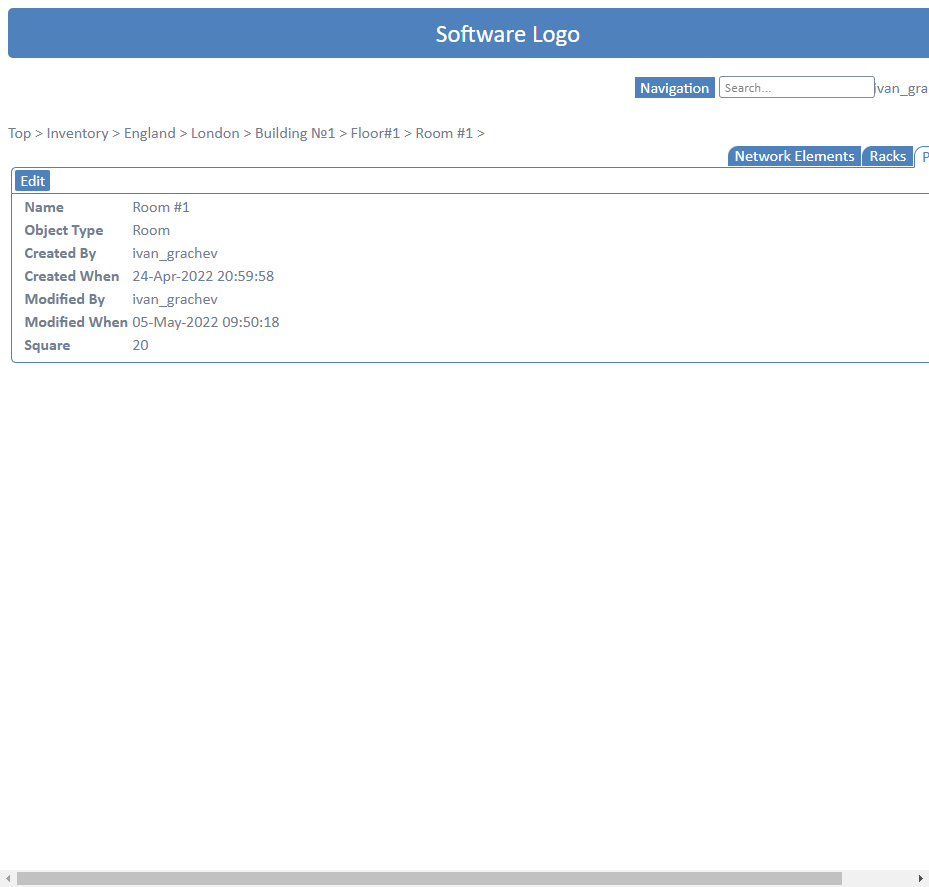 Software Logo
Navigation Search... ivan_gra
Top > Inventory > England > London > Building №1 > Floor#1 > Room #1 >
Network Elements Racks P
Edit
Name Room #1
Object Type Room
Created By ivan_grachev
Created When 24-Apr-2022 20:59:58
Modified By ivan_grachev
Modified When 05-May-2022 09:50:18
Square 20